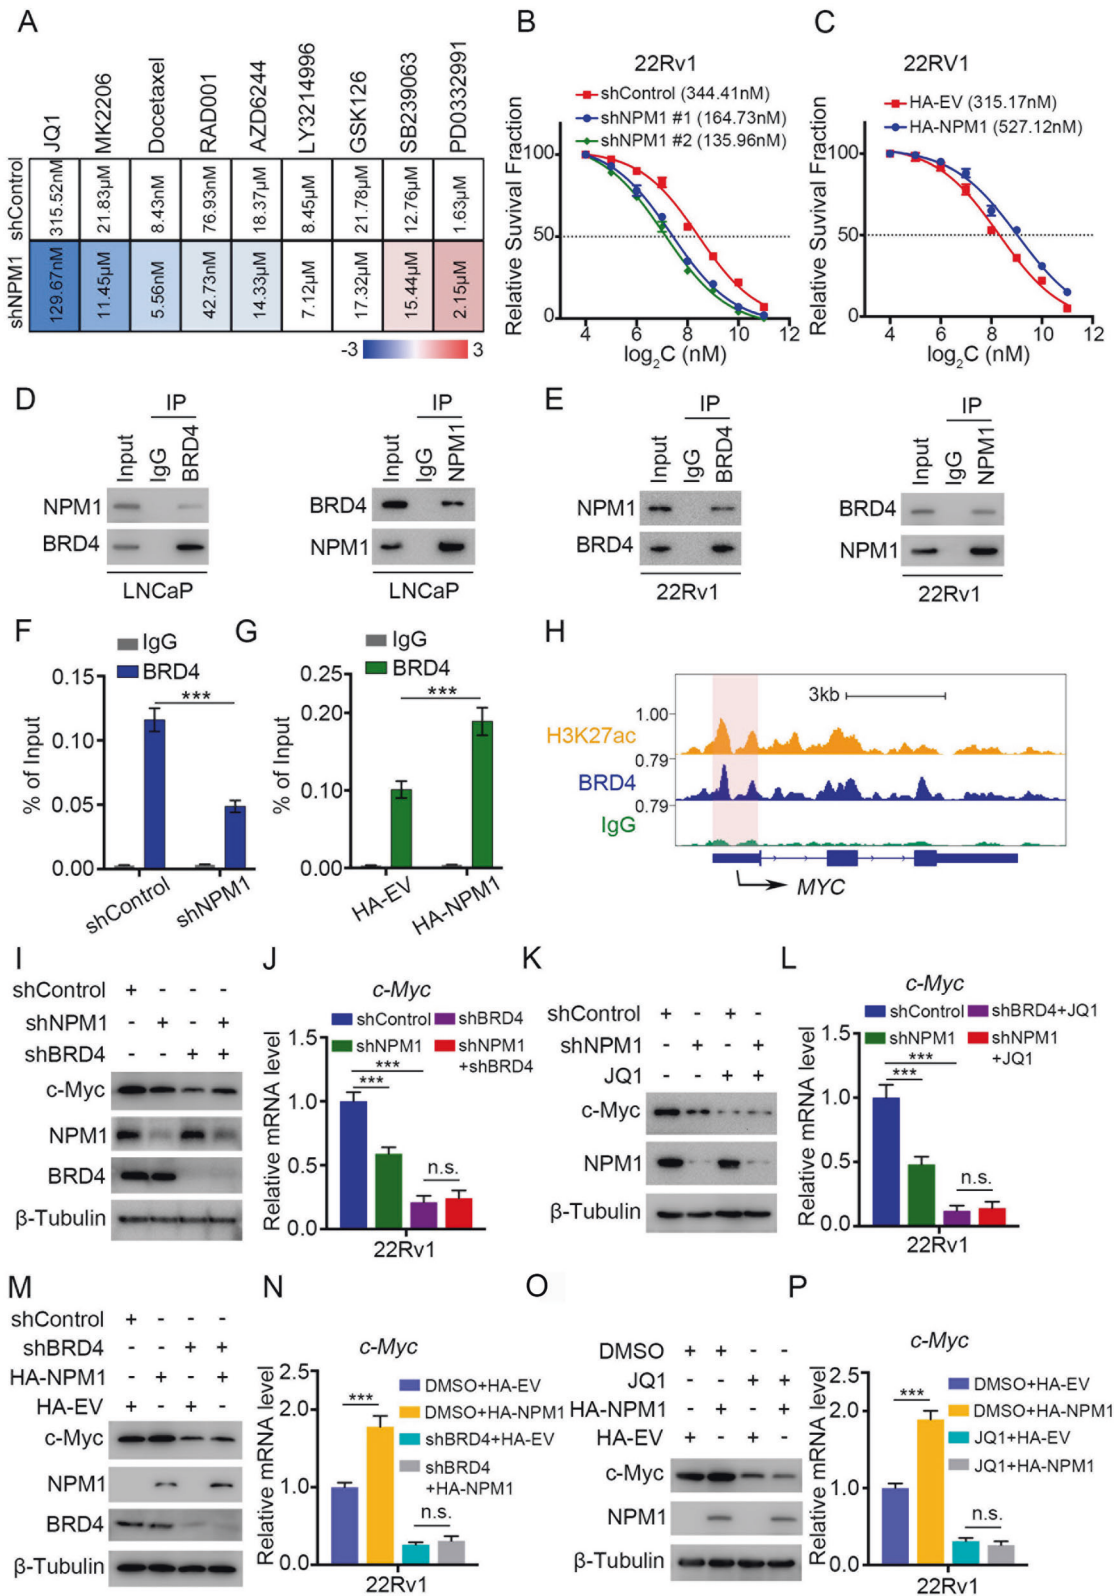 A
JQ1
MK2206
Docetaxel
RAD001
AZD6244
LY3214996
GSK126
SB239063
PD0332991
shControl
315.52nM
21.83μM
8.43nM
76.93nM
18.37μM
8.45μM
21.78μM
12.76μM
1.63μM
shNPM1
129.67nM
11.45μM
5.56nM
42.73nM
14.33μM
7.12μM
17.32μM
15.44μM
2.15μM
-3 3
B
22Rv1
shControl (344.41nM)
shNPM1 #1 (164.73nM)
shNPM1 #2 (135.96nM)
Relative Suvival Fraction
100
50
0
4 6 8 10 12
log2C (nM)
C
22RV1
HA-EV (315.17nM)
HA-NPM1 (527.12nM)
Relative Suvival Fraction
100
50
0
4 6 8 10 12
log2C (nM)
D
IP
Input IgG BRD4
NPM1
BRD4
LNCaP
IP
Input IgG NPM1
BRD4
NPM1
LNCaP
E
IP
Input IgG BRD4
NPM1
BRD4
22Rv1
IP
Input IgG NPM1
BRD4
NPM1
22Rv1
F
IgG
BRD4
% of Input
0.15
0.10
0.05
0.00
***
shControl
shNPM1
G
IgG
BRD4
% of Input
0.25
0.20
0.10
0.00
***
HA-EV
HA-NPM1
H
3kb
1.00
H3K27ac
0.79
BRD4
0.79
IgG
MYC
I
shControl + - - -
shNPM1 - + - +
shBRD4 - - + +
c-Myc
NPM1
BRD4
β-Tubulin
J
c-Myc
shControl
shBRD4
shNPM1
shNPM1
+shBRD4
Relative mRNA level
1.5
1.0
0.5
0.0
***
***
n.s.
22Rv1
K
shControl + - + -
shNPM1 - + - +
JQ1 - - + +
c-Myc
NPM1
β-Tubulin
L
c-Myc
shControl
shBRD4+JQ1
shNPM1
shNPM1
+JQ1
Relative mRNA level
1.5
1.0
0.5
0.0
***
***
n.s.
22Rv1
M
shControl + - - -
shBRD4 - - + +
HA-NPM1 - + - +
HA-EV + - + -
c-Myc
NPM1
BRD4
β-Tubulin
N
c-Myc
DMSO+HA-EV
DMSO+HA-NPM1
shBRD4+HA-EV
shBRD4
+HA-NPM1
Relative mRNA level
2.5
2.0
1.0
0.0
***
n.s.
22Rv1
O
DMSO + + - -
JQ1 - - + +
HA-NPM1 - + - +
HA-EV + - + -
c-Myc
NPM1
β-Tubulin
P
c-Myc
DMSO+HA-EV
DMSO+HA-NPM1
JQ1+HA-EV
JQ1+HA-NPM1
Relative mRNA level
2.5
2.0
1.0
0.0
***
n.s.
22Rv1